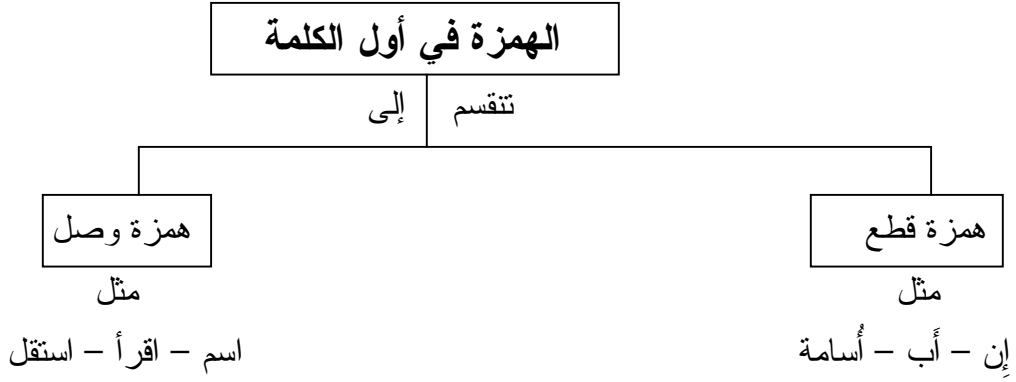 الهمزة في أول الكلمة
تنقسم إلى
همزة قطع
همزة وصل
مثل
مثل
إِن – أَب – أُسامة
اسم – اقرأ – استقل